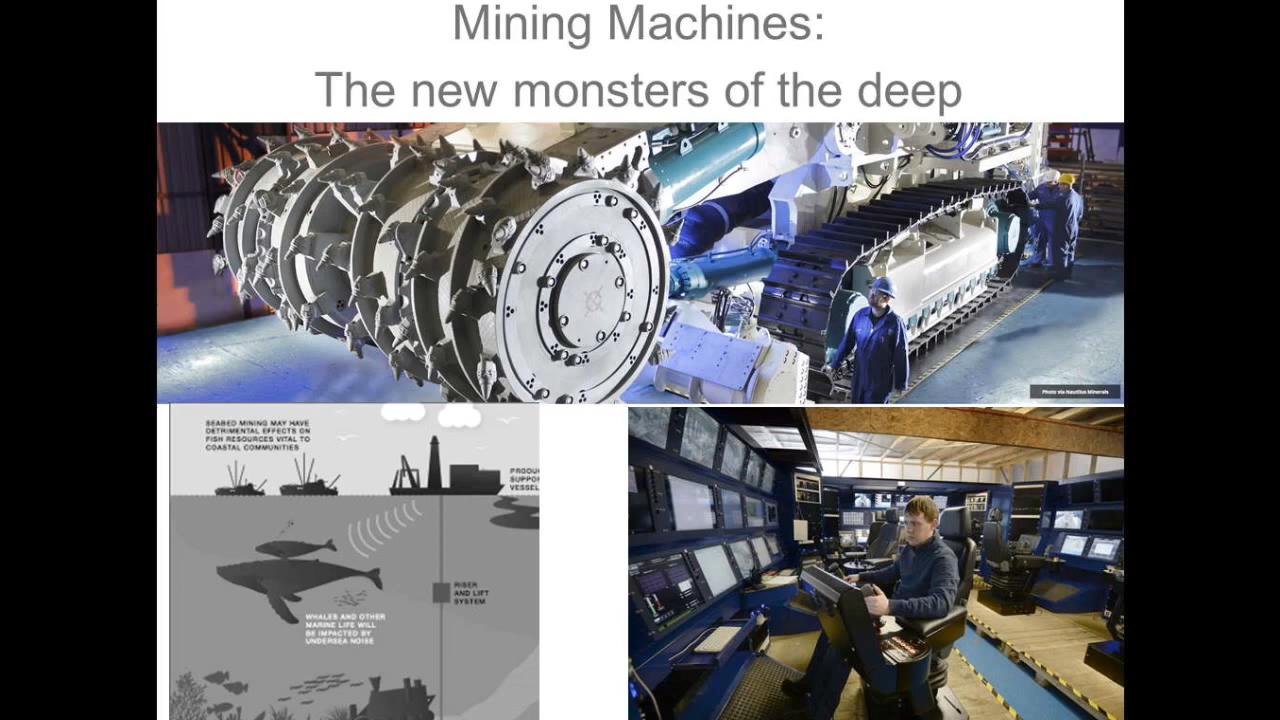 Mining Machines:
The new monsters of the deep
Photo via Nautilus Minerals
SEABED MINING MAY HAVE
DETRIMENTAL EFFECTS ON
FISH RESOURCES VITAL TO
COASTAL COMMUNITIES
VESSEL
RISER
AND LIFT
SYSTEM
WHALES AND OTHER
MARINE LIFE WILL
BE IMPACTED BY
UNDERSEA NOISE